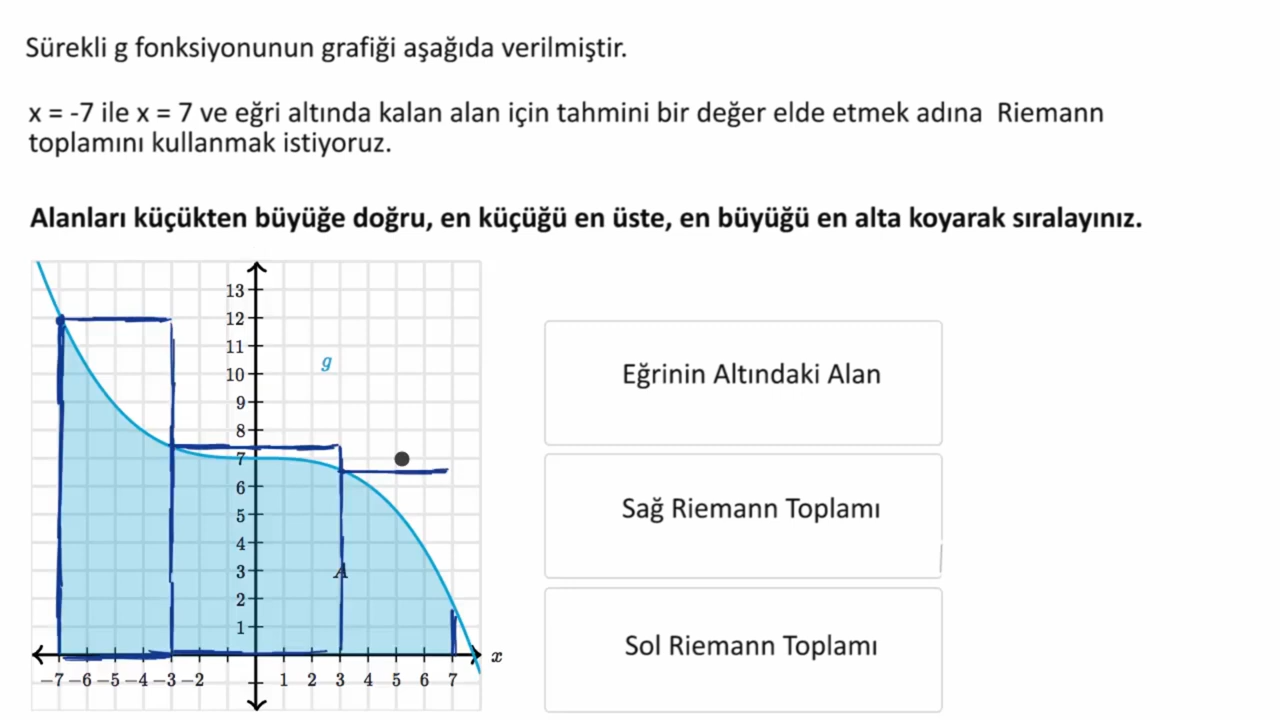 Sürekli g fonksiyonunun grafiği aşağıda verilmiştir.
x = -7 ile x = 7 ve eğri altında kalan alan için tahmini bir değer elde etmek adına Riemann
toplamını kullanmak istiyoruz.
Alanları küçükten büyüğe doğru, en küçüğü en üste, en büyüğü en alta koyarak sıralayınız.
13
12
11
10
9
8
7
6
5
4
3
2
1
g
A
x
−7 −6 −5 −4 −3 −2 1 2 3 4 5 6 7
Eğrinin Altındaki Alan
Sağ Riemann Toplamı
Sol Riemann Toplamı